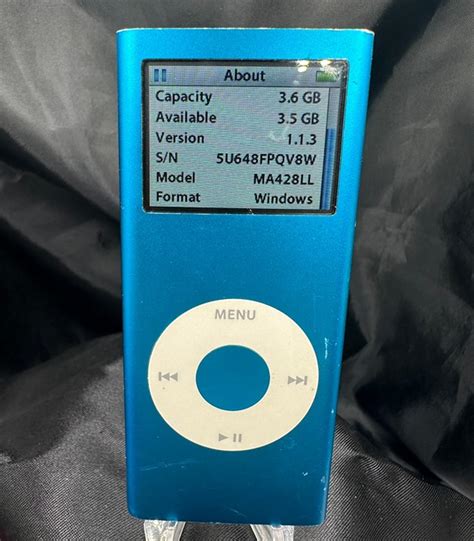 About
Capacity 3.6 GB
Available 3.5 GB
Version 1.1.3
S/N 5U648FPQV8W
Model MA428LL
Format Windows
MENU